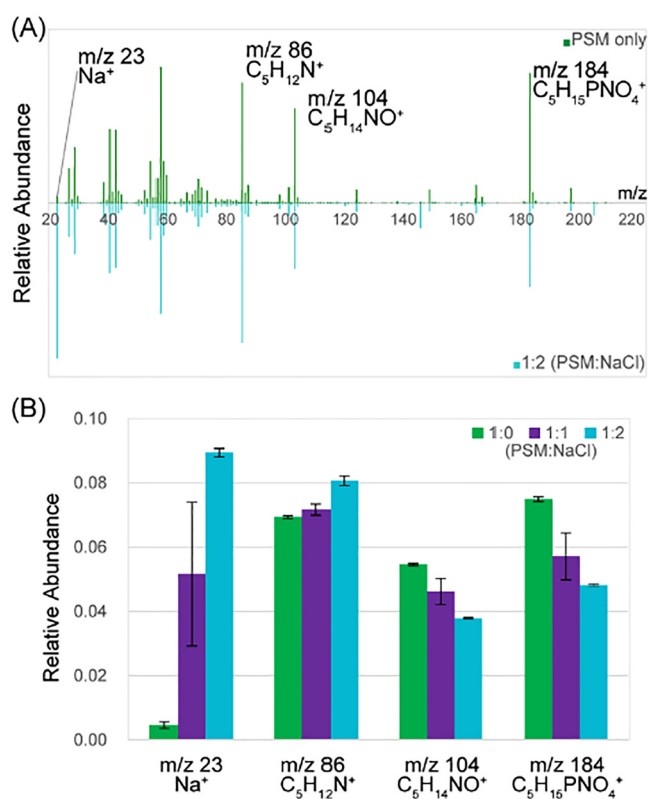 (A)
PSM only
m/z 23
Na⁺
m/z 86
C₅H₁₂N⁺
m/z 104
C₅H₁₄NO⁺
m/z 184
C₅H₁₅PNO₄⁺
Relative Abundance
m/z
20 40 60 80 100 120 140 160 180 200 220
1:2 (PSM:NaCl)
(B)
0.10
0.08
0.06
0.04
0.02
0.00
Relative Abundance
1:0 1:1 1:2
(PSM:NaCl)
m/z 23 m/z 86 m/z 104 m/z 184
Na⁺ C₅H₁₂N⁺ C₅H₁₄NO⁺ C₅H₁₅PNO₄⁺